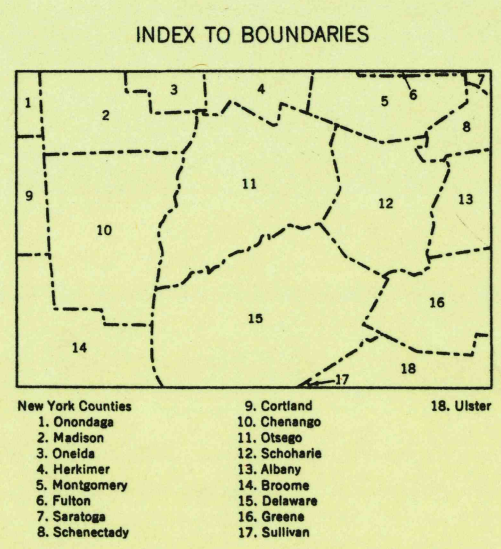 INDEX TO BOUNDARIES
1
2
3
4
5
6
7
8
9
10
11
12
13
14
15
16
17
18
New York Counties
1. Onondaga
2. Madison
3. Oneida
4. Herkimer
5. Montgomery
6. Fulton
7. Saratoga
8. Schenectady
9. Cortland
10. Chenango
11. Otsego
12. Schoharie
13. Albany
14. Broome
15. Delaware
16. Greene
17. Sullivan
18. Ulster